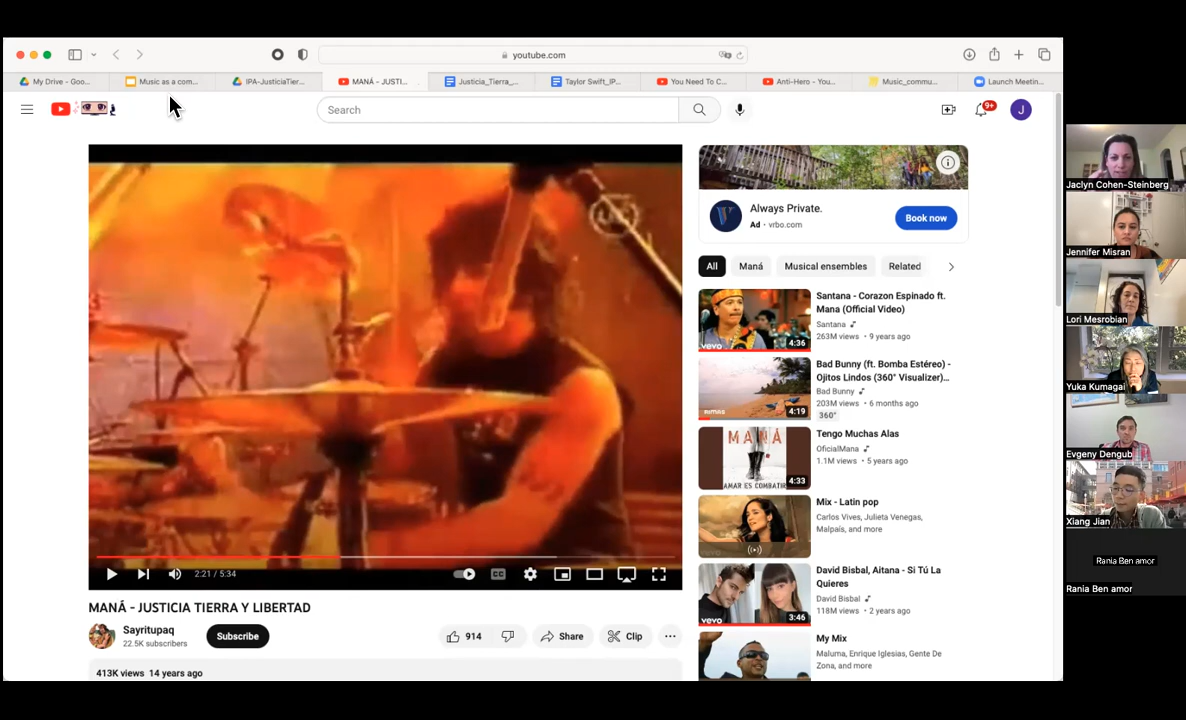 youtube.com
My Drive - Goo...
Music as a com...
IPA-JusticiaTier...
MANÁ - JUSTI...
Justicia_Tierra_...
Taylor Swift_IP...
You Need To C...
Anti-Hero - You...
Music_commu...
Launch Meetin...
Search
9+
J
Always Private.
Ad · vrbo.com
Book now
All
Maná
Musical ensembles
Related
Santana - Corazon Espinado ft.
Mana (Official Video)
Santana
263M views • 9 years ago
vevo
4:36
Bad Bunny (ft. Bomba Estéreo) -
Ojitos Lindos (360° Visualizer)...
Bad Bunny
203M views • 6 months ago
360°
RIMAS
4:19
Tengo Muchas Alas
OficialMana
1.1M views • 5 years ago
MANÁ
AMAR ES COMBATIR
4:33
Mix - Latin pop
Carlos Vives, Julieta Venegas,
Malpaís, and more
David Bisbal, Aitana - Si Tú La
Quieres
David Bisbal
118M views • 2 years ago
vevo
3:46
My Mix
Maluma, Enrique Iglesias, Gente De
Zona, and more
2:21 / 5:34
CC
MANÁ - JUSTICIA TIERRA Y LIBERTAD
Sayritupaq
22.5K subscribers
Subscribe
914
Share
Clip
413K views 14 years ago
Jaclyn Cohen-Steinberg
Jennifer Misran
Lori Mesrobian
Yuka Kumagai
Evgeny Dengub
Xiang Jian
Rania Ben amor
Rania Ben amor